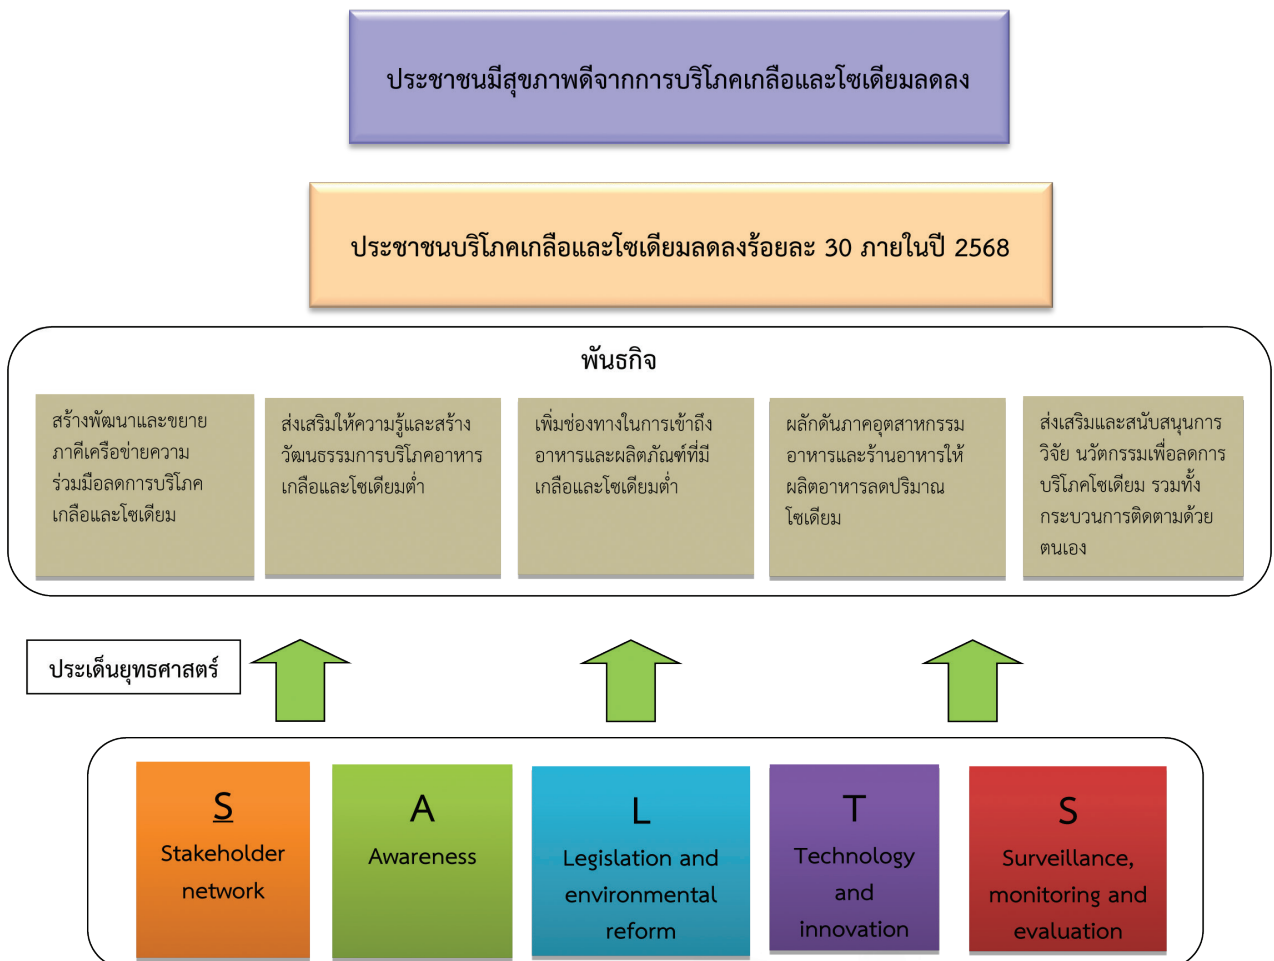 ประชาชนมีสุขภาพดีจากการบริโภคเกลือและโซเดียมลดลง
ประชาชนบริโภคเกลือและโซเดียมลดลงร้อยละ 30 ภายในปี 2568
พันธกิจ
สร้างพัฒนาและขยาย
ภาคีเครือข่ายความ
ร่วมมือลดการบริโภค
เกลือและโซเดียม
ส่งเสริมให้ความรู้และสร้าง
วัฒนธรรมการบริโภคอาหาร
เกลือและโซเดียมต่ำ
เพิ่มช่องทางในการเข้าถึง
อาหารและผลิตภัณฑ์ที่มี
เกลือและโซเดียมต่ำ
ผลักดันภาคอุตสาหกรรม
อาหารและร้านอาหารให้
ผลิตอาหารลดปริมาณ
โซเดียม
ส่งเสริมและสนับสนุนการ
วิจัย นวัตกรรมเพื่อลดการ
บริโภคโซเดียม รวมทั้ง
กระบวนการติดตามด้วย
ตนเอง
ประเด็นยุทธศาสตร์
S
Stakeholder
network
A
Awareness
L
Legislation and
environmental
reform
T
Technology
and
innovation
S
Surveillance,
monitoring and
evaluation